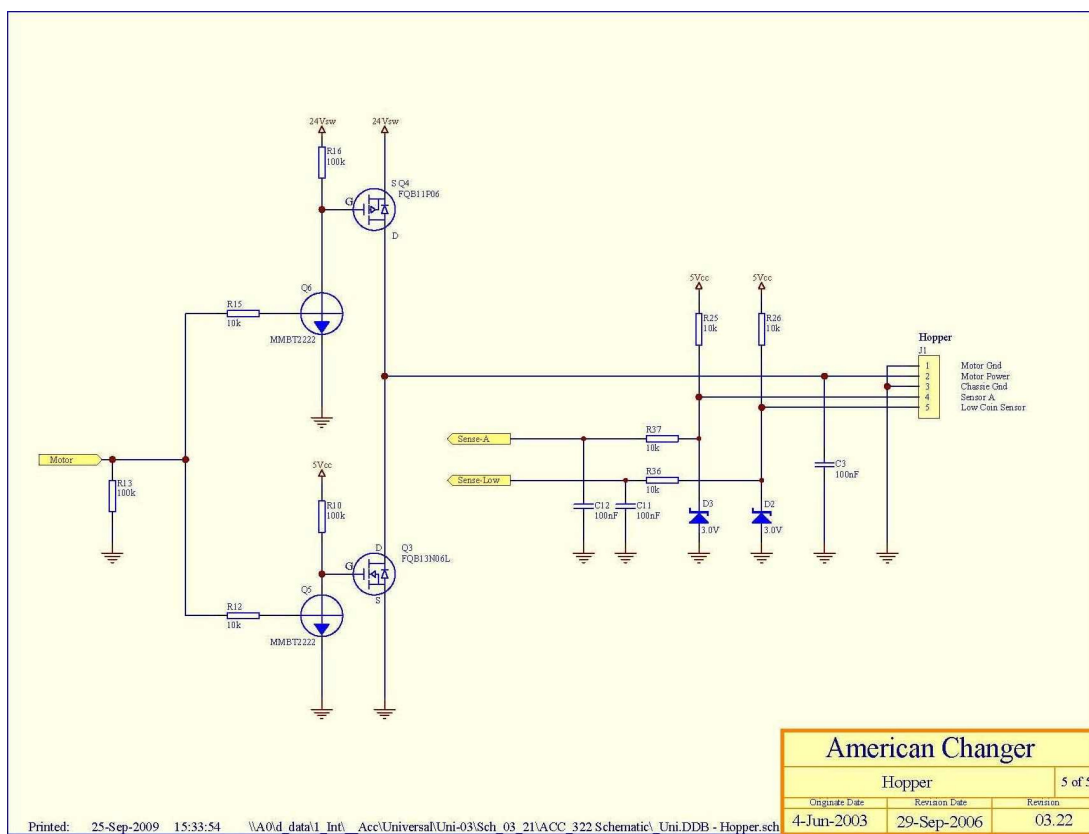 24Vsw
24Vsw
R16
100k
S Q4
FQB11P06
G
D
Q6
R15
10k
MMBT2222
5Vcc
5Vcc
R25
10k
R26
10k
Hopper
J1
1 Motor Gnd
2 Motor Power
3 Chassie Gnd
4 Sensor A
5 Low Coin Sensor
Sense-A
R37
10k
Sense-Low
R36
10k
C3
100nF
Motor
R13
100k
5Vcc
R10
100k
C12
100nF
C11
100nF
D3
3.0V
D2
3.0V
D
Q3
FQB13N06L
G
S
Q5
R12
10k
MMBT2222
American Changer
Hopper
5 of 5
Originate Date
Revision Date
Revision
4-Jun-2003
29-Sep-2006
03.22
Printed: 25-Sep-2009 15:33:54 \\A0\d_data\1_Int\__Acc\Universal\Uni-03\Sch_03_21\ACC_322 Schematic\_Uni.DDB - Hopper.sch